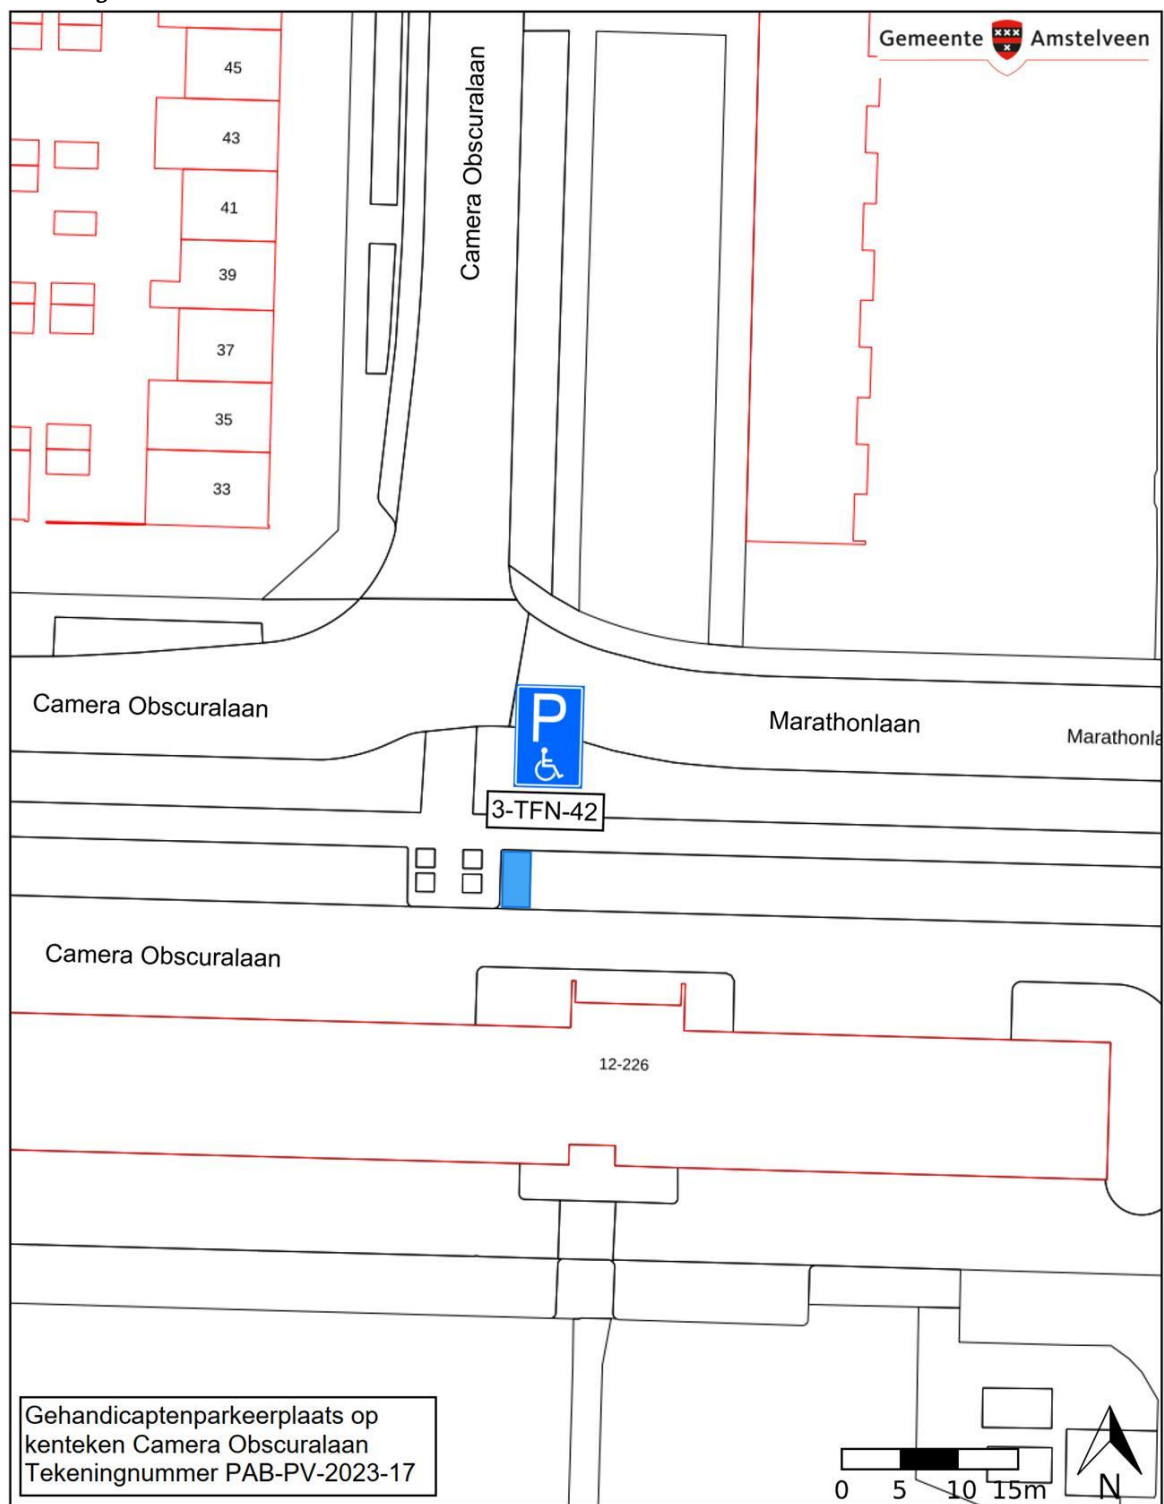 Gemeente Amstelveen
45
43
41
39
37
35
33
Camera Obscuralaan
Camera Obscuralaan
Marathonlaan
P
3-TFN-42
Camera Obscuralaan
12-226
Gehandicaptenparkeerplaats op
kenteken Camera Obscuralaan
Tekeningnummer PAB-PV-2023-17
0 5 10 15m
N